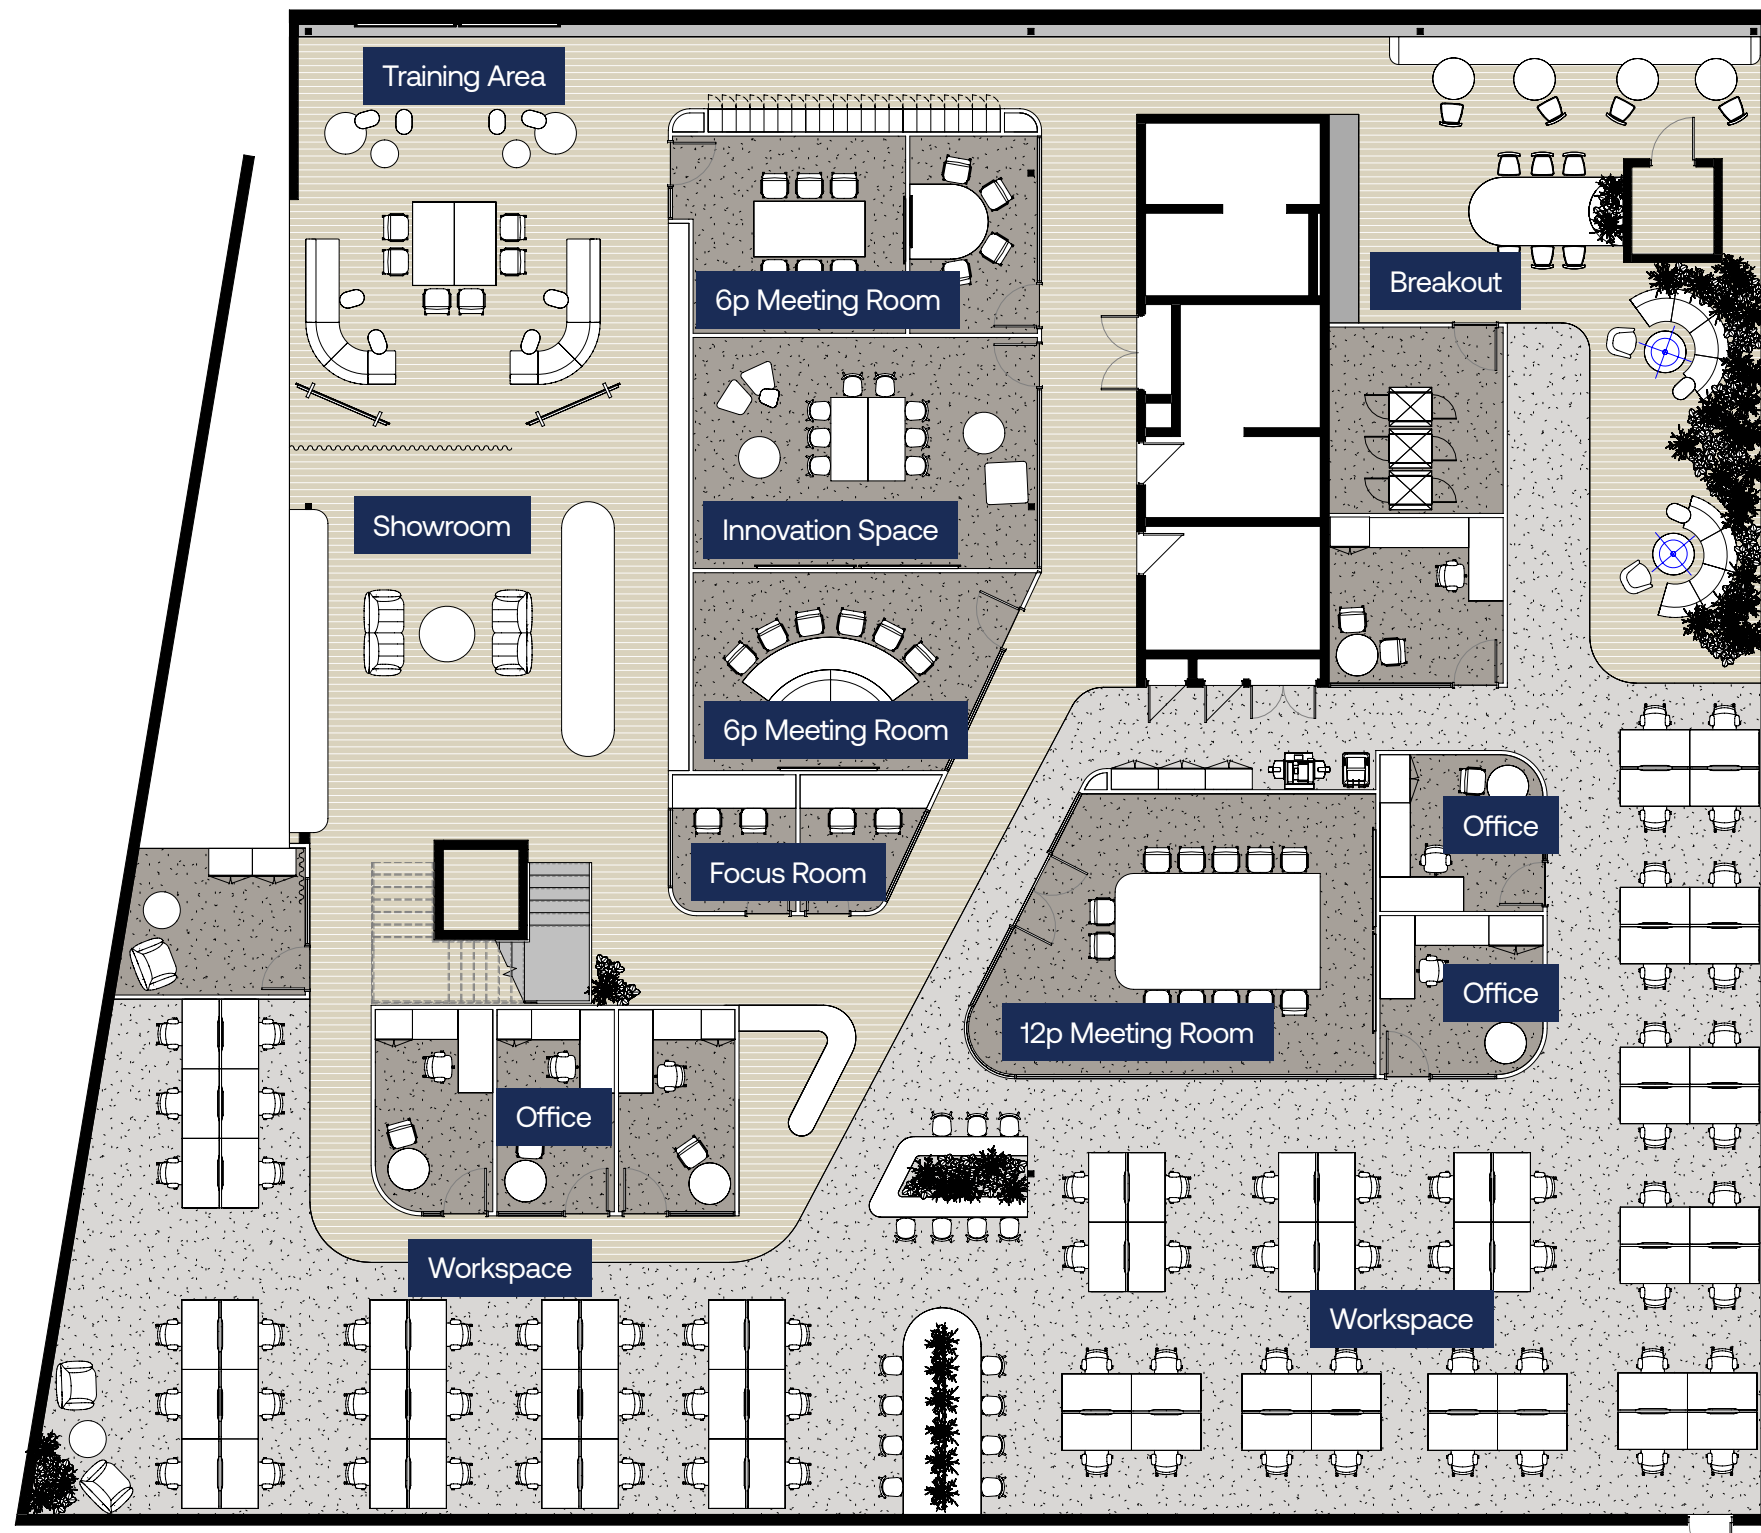 Training Area
Breakout
6p Meeting Room
Showroom
Innovation Space
6p Meeting Room
Office
Focus Room
Office
12p Meeting Room
Office
Workspace
Workspace